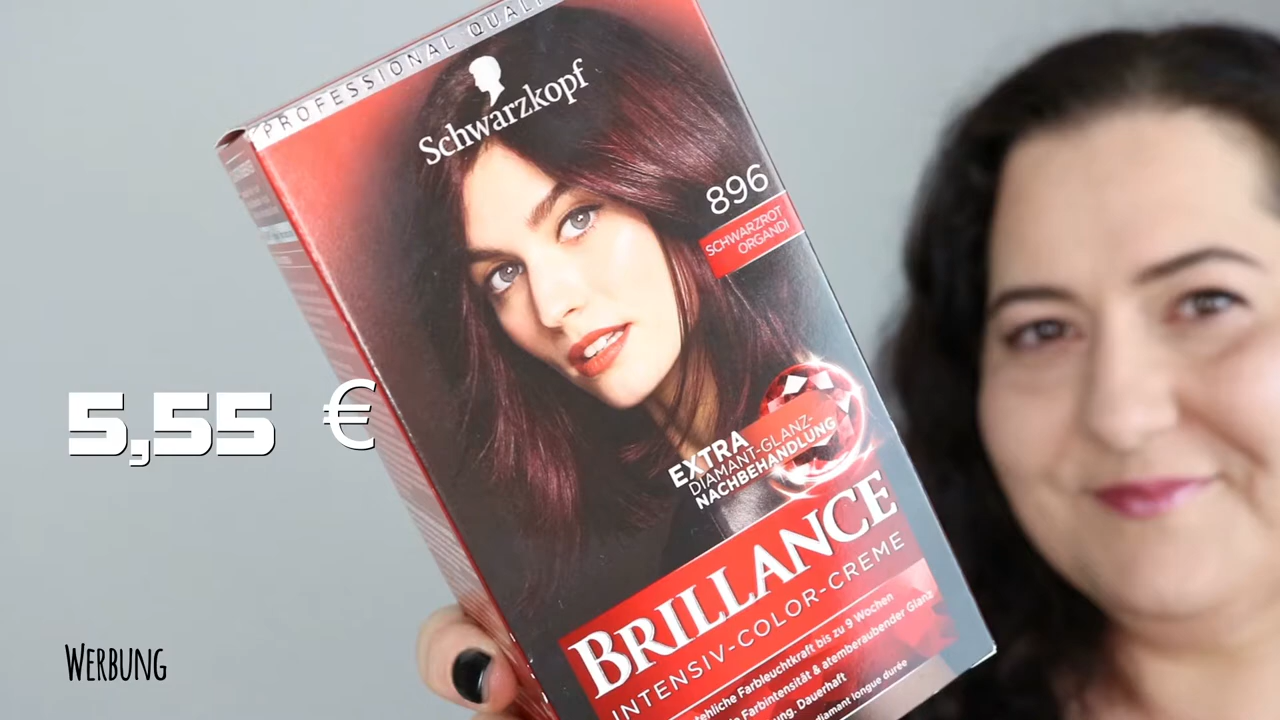 PROFESSIONAL
Schwarzkopf
896
SCHWARZROT
ORGANDI
5,55 €
EXTRA
DIAMANT-GLANZ-
NACHBEHANDLUNG
BRILLANCE
INTENSIV-COLOR-CREME
Farbleuchtkraft bis zu 9 Wochen
Farbintensität & atemberaubender Glanz
Dauerhaft
diamant longue durée
WERBUNG